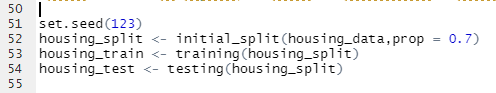 50
51 set.seed(123)
52 housing_split <- initial_split(housing_data,prop = 0.7)
53 housing_train <- training(housing_split)
54 housing_test <- testing(housing_split)
55